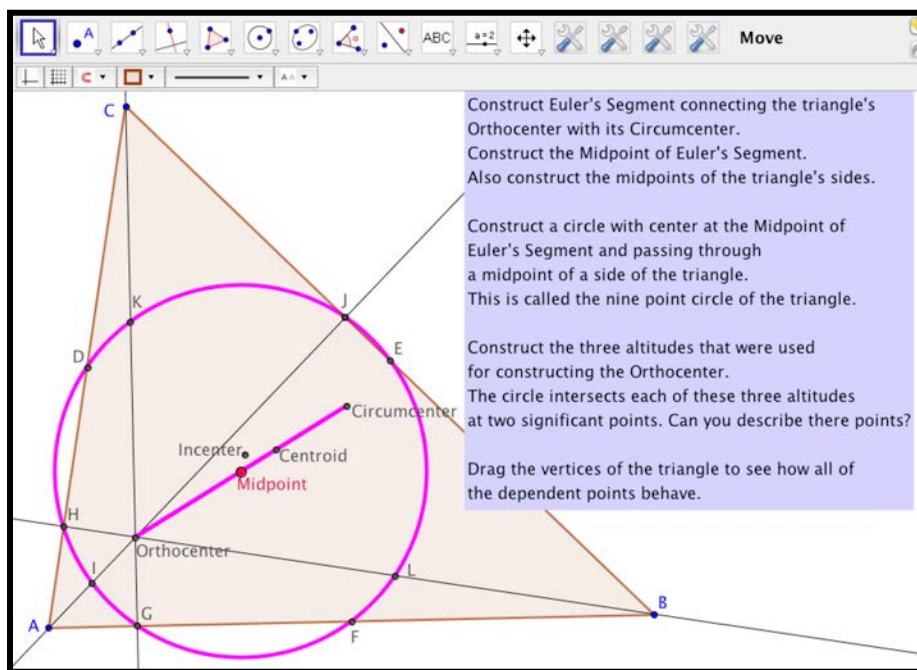 A ABC a=2 Move
A A
Construct Euler's Segment connecting the triangle's
Orthocenter with its Circumcenter.
Construct the Midpoint of Euler's Segment.
Also construct the midpoints of the triangle's sides.
Construct a circle with center at the Midpoint of
Euler's Segment and passing through
a midpoint of a side of the triangle.
This is called the nine point circle of the triangle.
Construct the three altitudes that were used
for constructing the Orthocenter.
The circle intersects each of these three altitudes
at two significant points. Can you describe there points?
Drag the vertices of the triangle to see how all of
the dependent points behave.
C
K
J
D
E
Circumcenter
Incenter
Centroid
Midpoint
H
Orthocenter
I
L
A
G
F
B